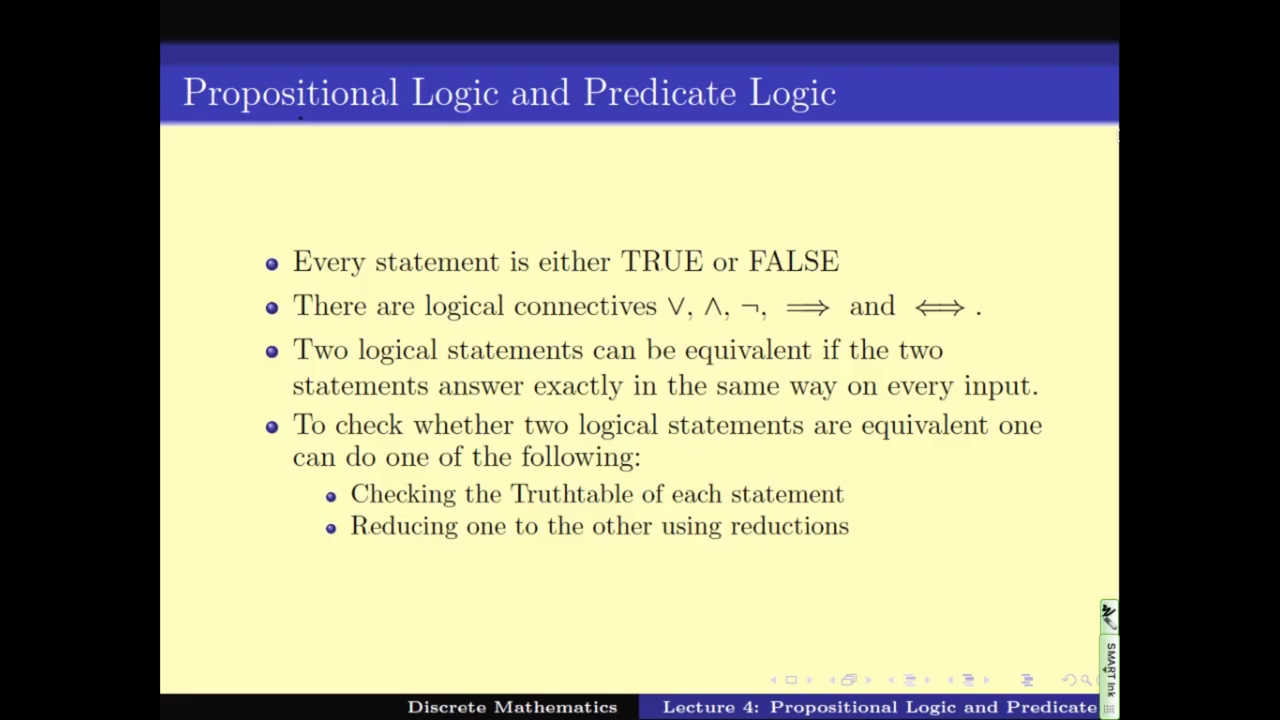 Propositional Logic and Predicate Logic
Every statement is either TRUE or FALSE
There are logical connectives ∨, ∧, ¬, ⟹ and ⟺ .
Two logical statements can be equivalent if the two
statements answer exactly in the same way on every input.
To check whether two logical statements are equivalent one
can do one of the following:
Checking the Truthtable of each statement
Reducing one to the other using reductions
SMART Ink
Discrete Mathematics
Lecture 4: Propositional Logic and Predicate